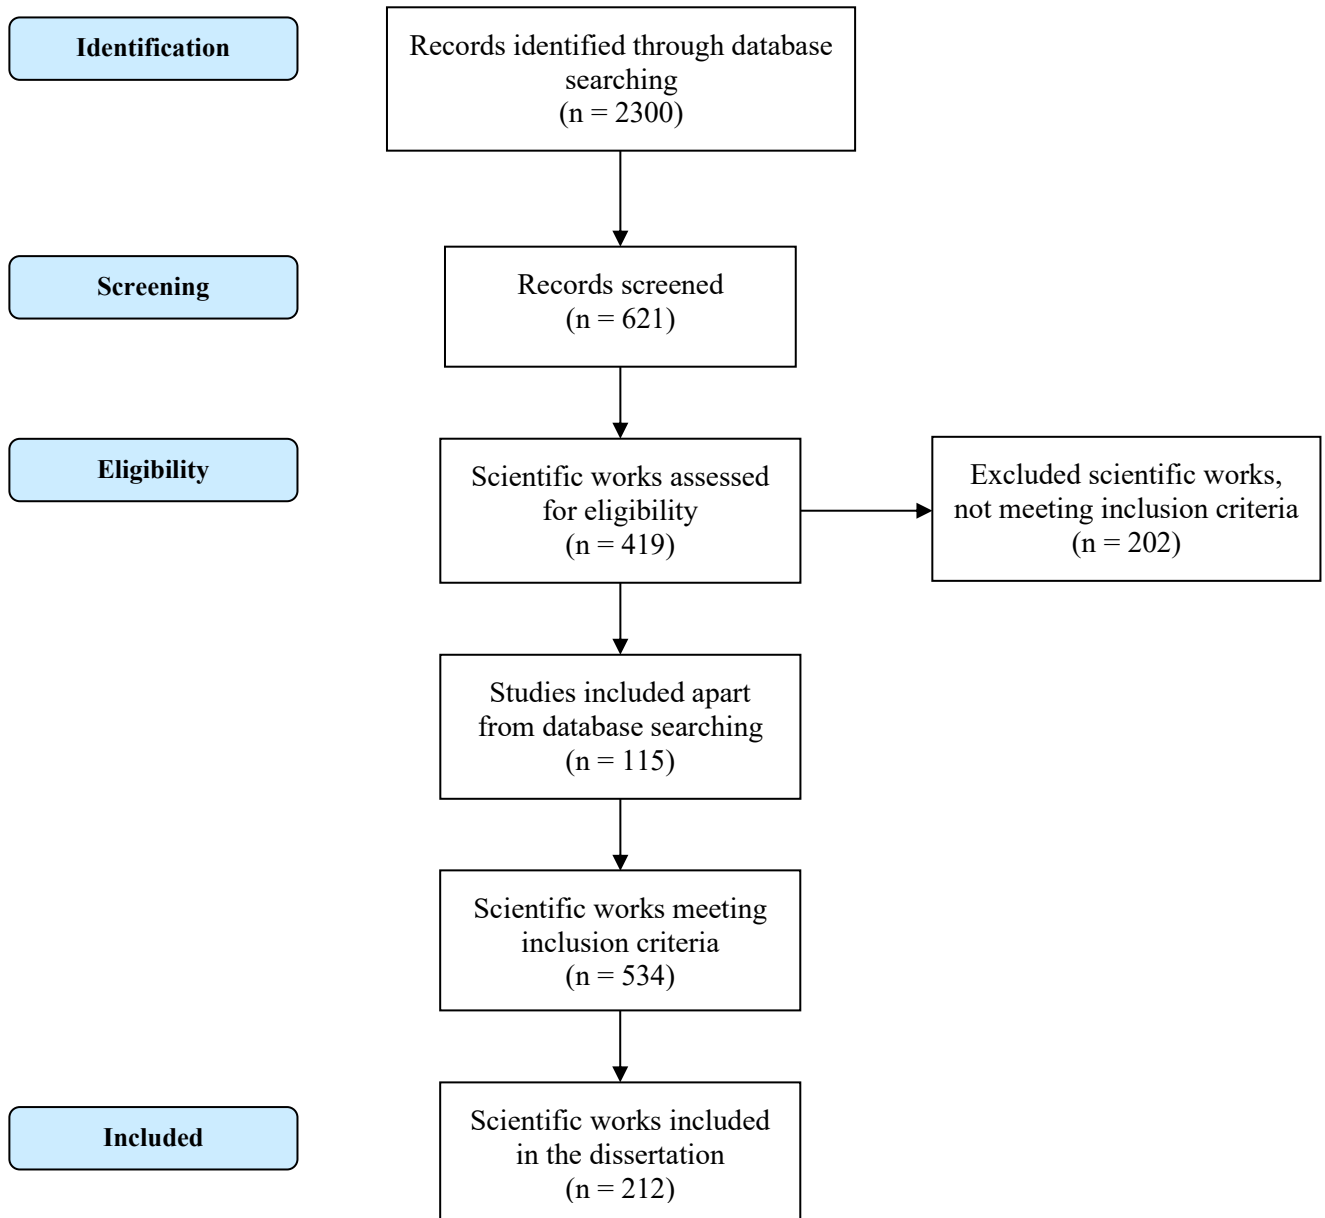 Identification
Records identified through database
searching
(n = 2300)
Screening
Records screened
(n = 621)
Eligibility
Scientific works assessed
for eligibility
(n = 419)
Excluded scientific works,
not meeting inclusion criteria
(n = 202)
Studies included apart
from database searching
(n = 115)
Scientific works meeting
inclusion criteria
(n = 534)
Included
Scientific works included
in the dissertation
(n = 212)